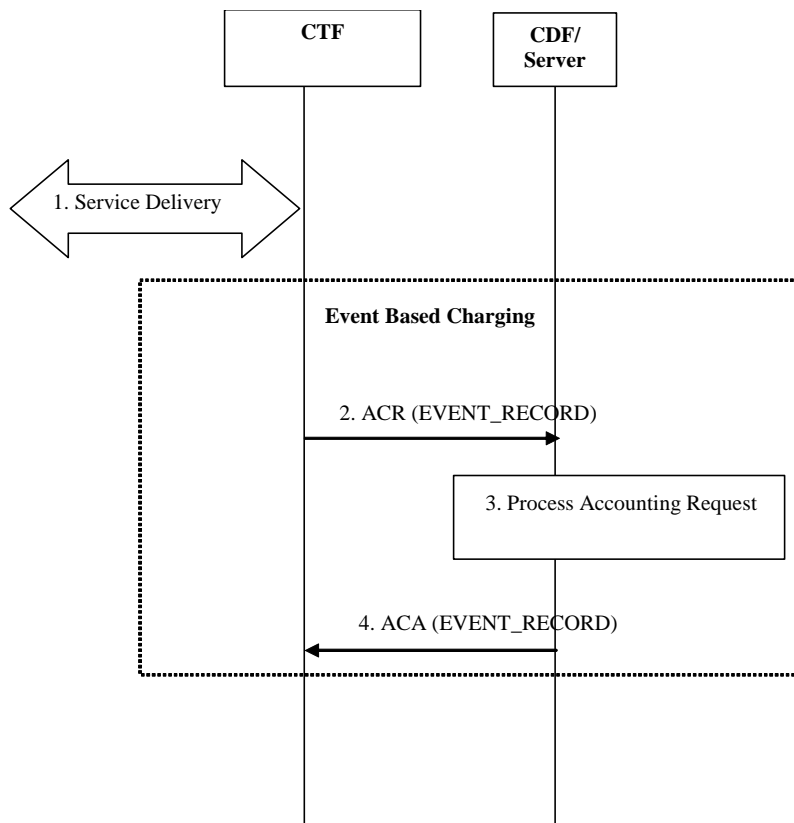 CTF
CDF/
Server
1. Service Delivery
Event Based Charging
2. ACR (EVENT_RECORD)
3. Process Accounting Request
4. ACA (EVENT_RECORD)